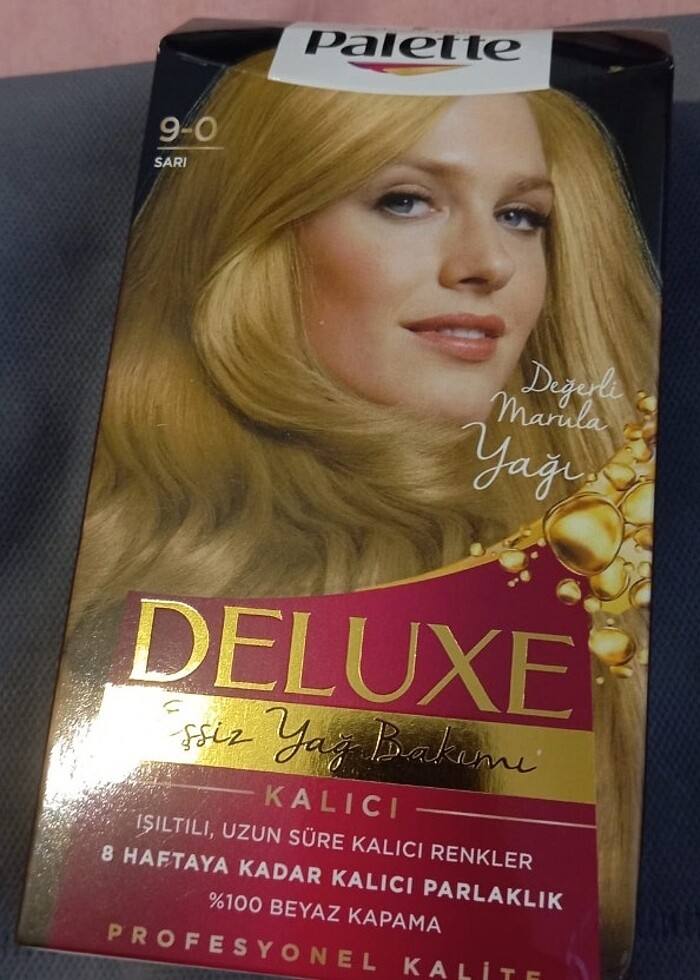 Palette
9-0
SARI
Değerli
Marula
Yağı
DELUXE
Eşsiz Yağ Bakımı
KALICI
IŞILTILI, UZUN SÜRE KALICI RENKLER
8 HAFTAYA KADAR KALICI PARLAKLIK
%100 BEYAZ KAPAMA
PROFESYONEL KALİTE